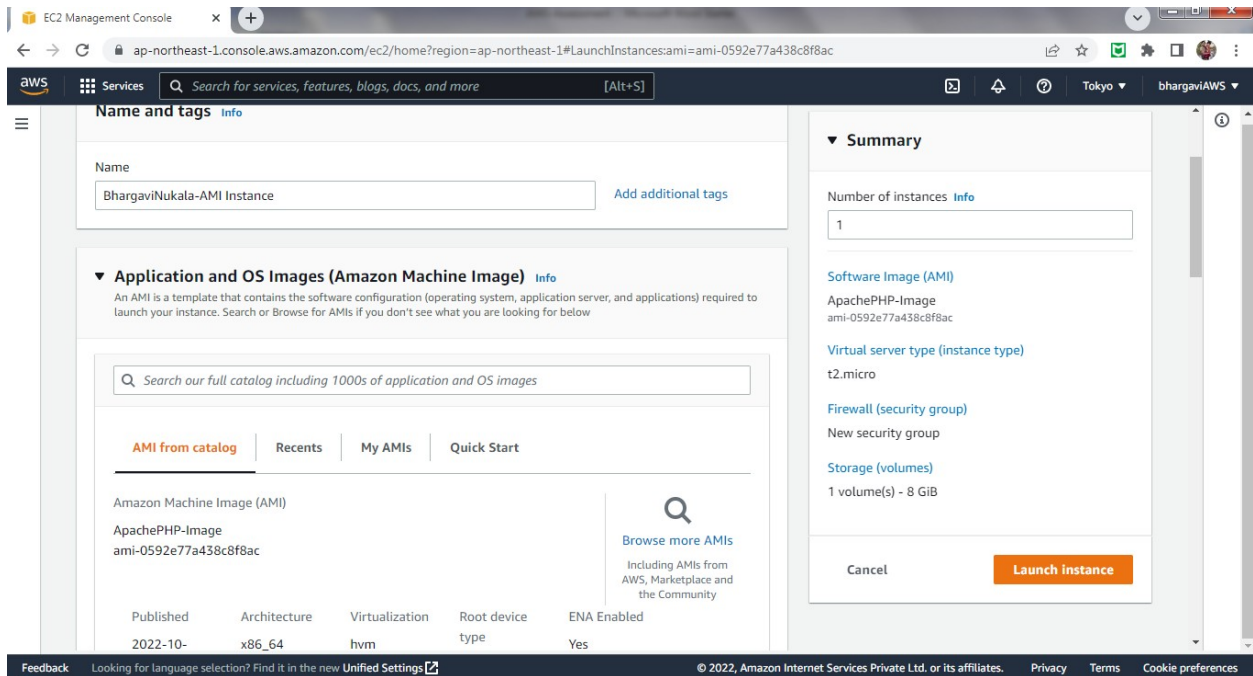 EC2 Management Console
ap-northeast-1.console.aws.amazon.com/ec2/home?region=ap-northeast-1#LaunchInstances:ami=ami-0592e77a438c8f8ac
aws
Services
Search for services, features, blogs, docs, and more
[Alt+S]
Tokyo
bhargaviAWS
Name and tags Info
Name
BhargaviNukala-AMI Instance
Add additional tags
Application and OS Images (Amazon Machine Image) Info
An AMI is a template that contains the software configuration (operating system, application server, and applications) required to
launch your instance. Search or Browse for AMIs if you don't see what you are looking for below
Search our full catalog including 1000s of application and OS images
AMI from catalog
Recents
My AMIs
Quick Start
Amazon Machine Image (AMI)
ApachePHP-Image
ami-0592e77a438c8f8ac
Browse more AMIs
Including AMIs from
AWS, Marketplace and
the Community
Published
2022-10-
Architecture
x86_64
Virtualization
hvm
Root device
type
ENA Enabled
Yes
Summary
Number of instances Info
1
Software Image (AMI)
ApachePHP-Image
ami-0592e77a438c8f8ac
Virtual server type (instance type)
t2.micro
Firewall (security group)
New security group
Storage (volumes)
1 volume(s) - 8 GiB
Cancel
Launch instance
Feedback
Looking for language selection? Find it in the new Unified Settings
© 2022, Amazon Internet Services Private Ltd. or its affiliates.
Privacy
Terms
Cookie preferences